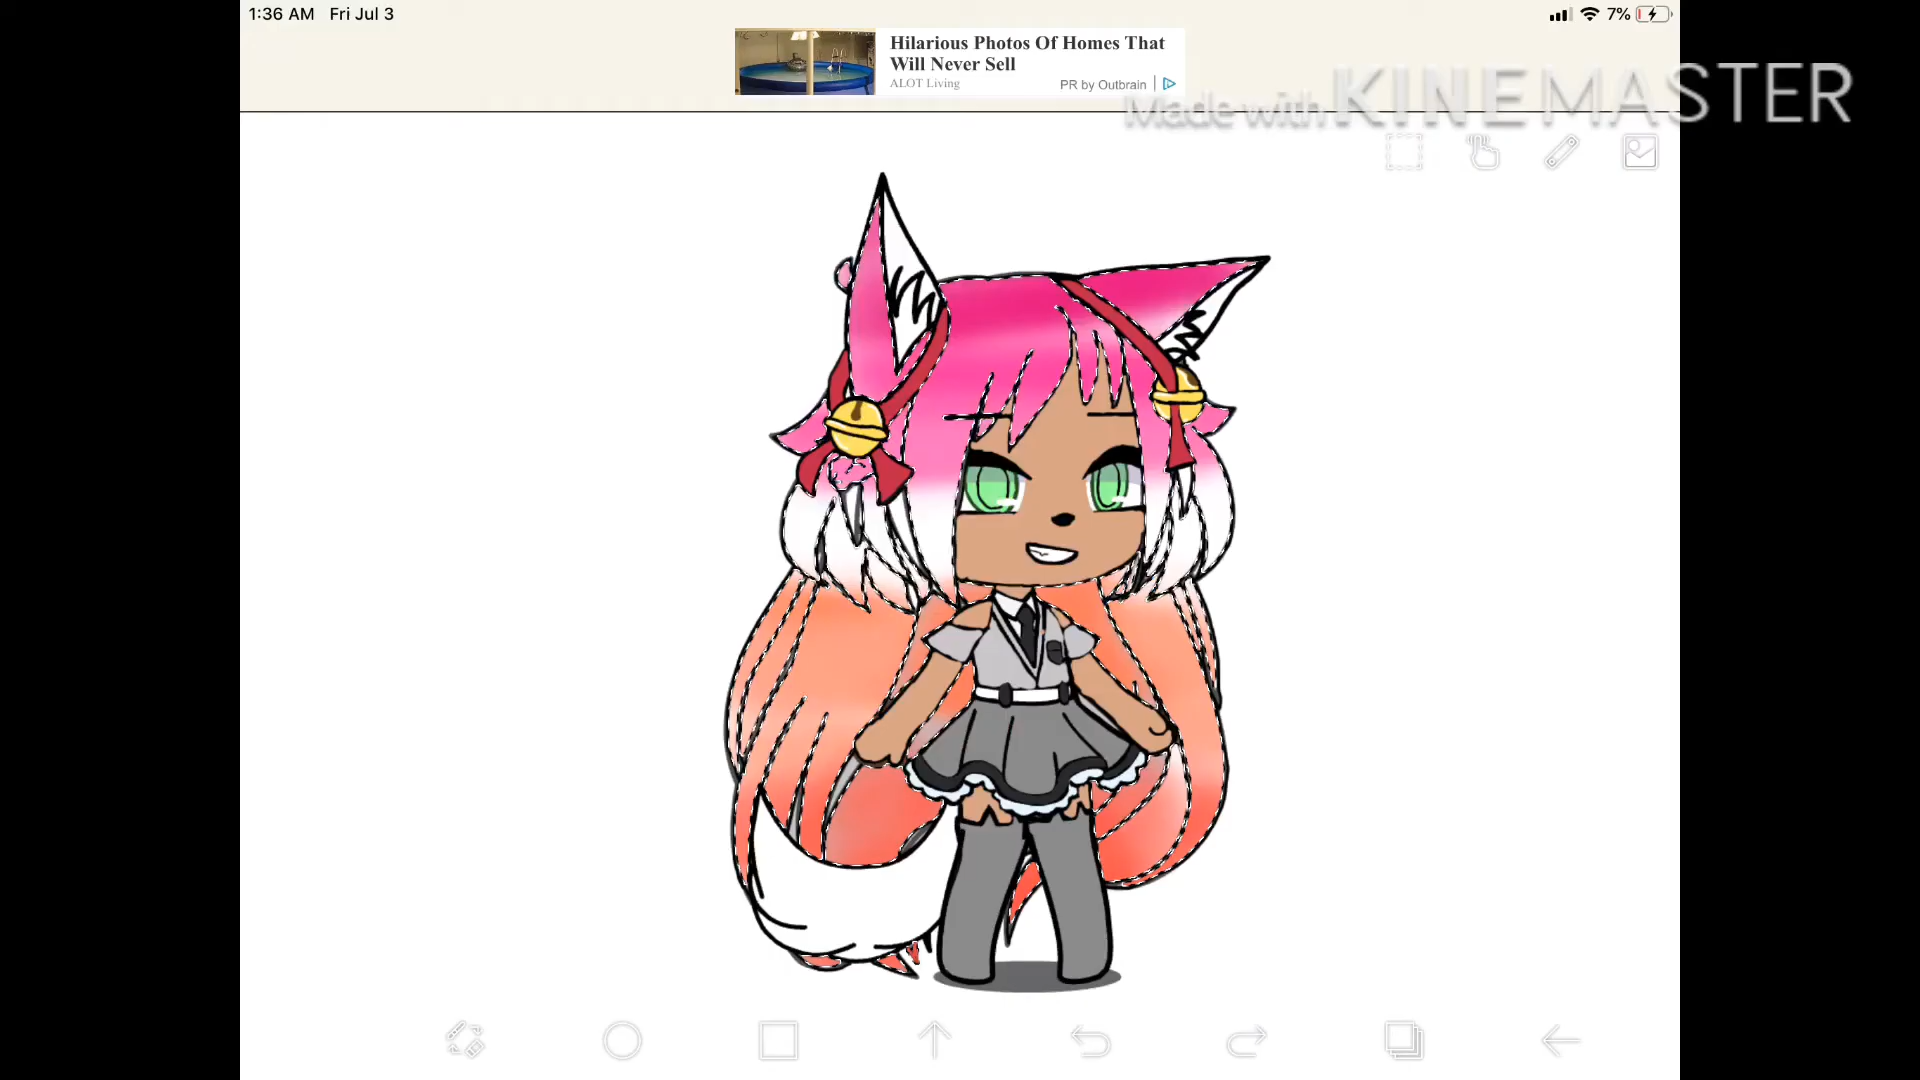 1:36 AM Fri Jul 3
7%
Hilarious Photos Of Homes That
Will Never Sell
ALOT Living
PR by Outbrain
Made with KINEMASTER